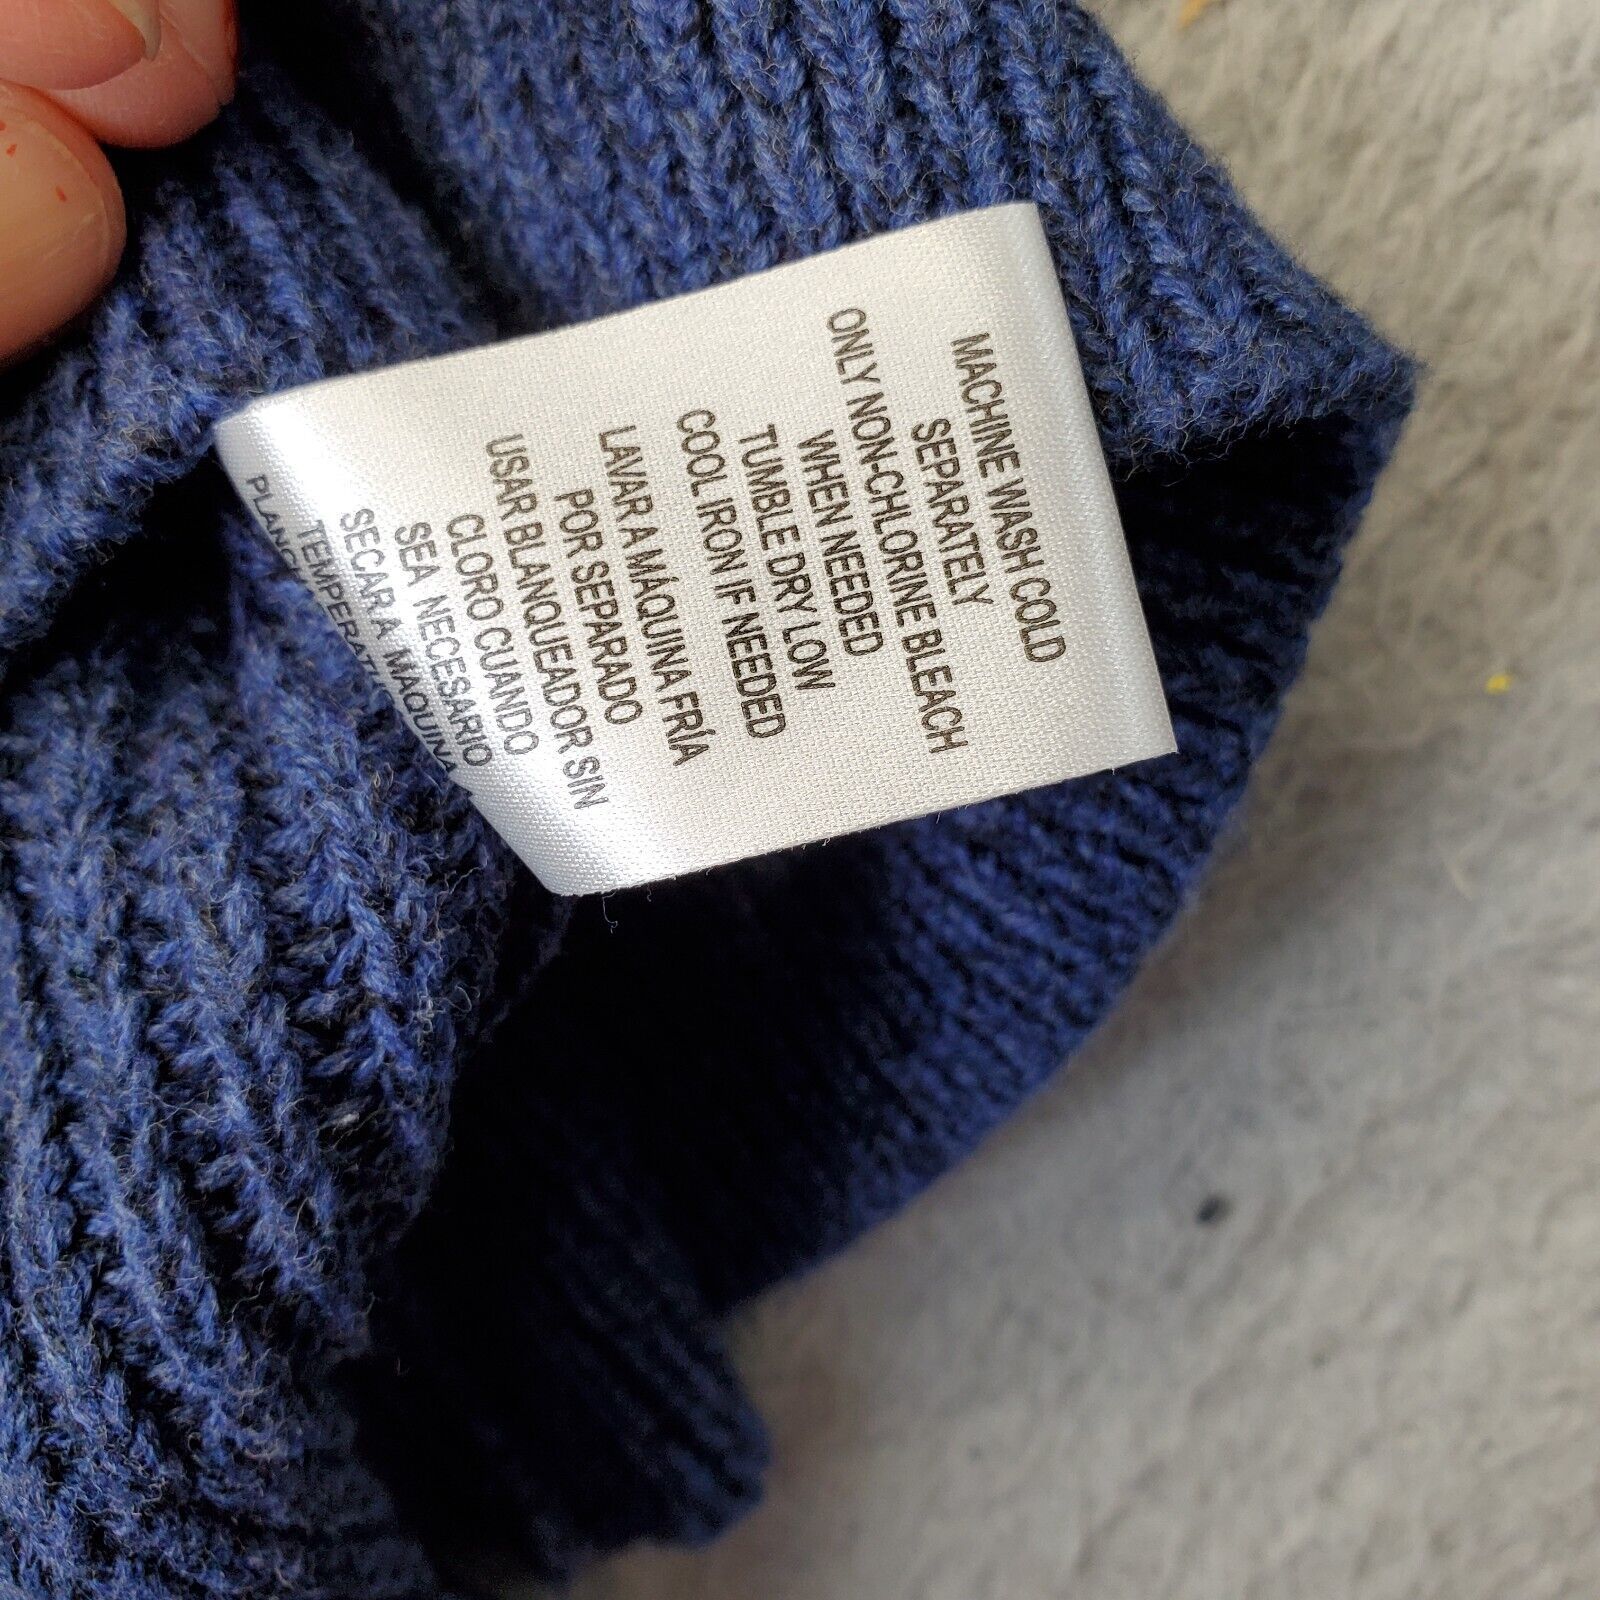 MACHINE WASH COLD
SEPARATELY
ONLY NON-CHLORINE BLEACH
WHEN NEEDED
TUMBLE DRY LOW
COOL IRON IF NEEDED
LAVAR A MÁQUINA FRÍA
POR SEPARADO
USAR BLANQUEADOR SIN
CLORO CUANDO
SEA NECESARIO
SECAR A MAQUINA